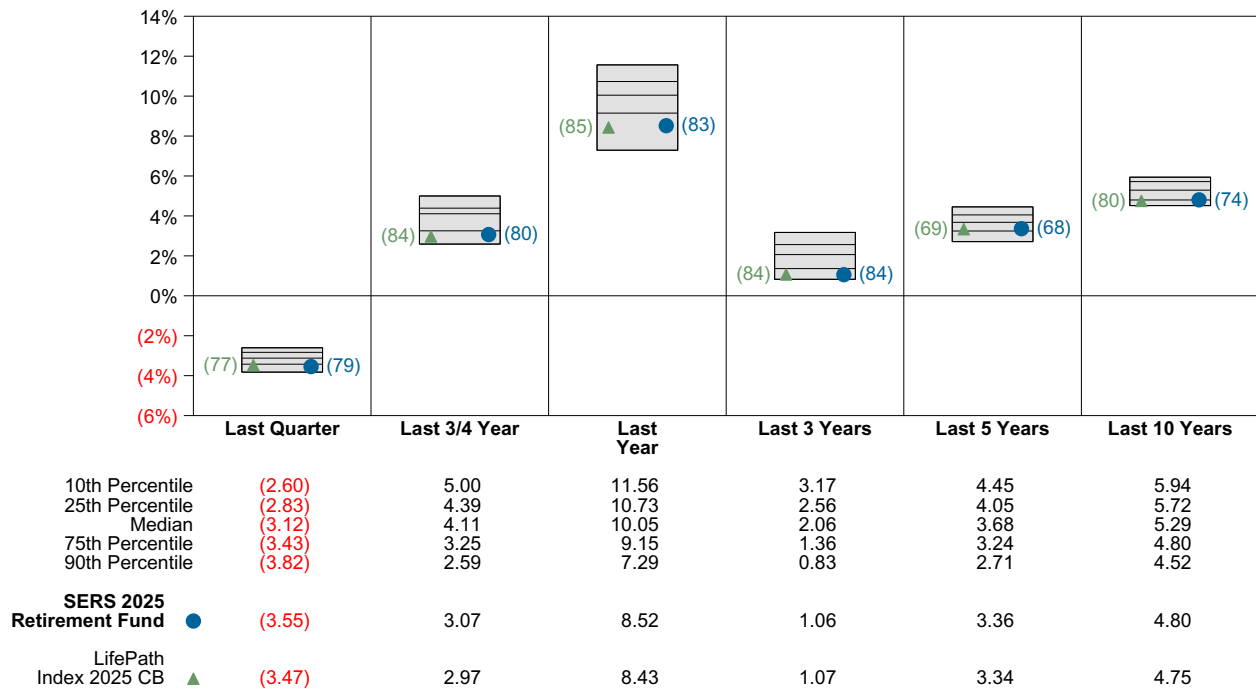 14%
12%
10%
8%
6%
4%
2%
0%
(2%)
(4%)
(6%)
(77) (79)
(84) (80)
(85) (83)
(84) (84)
(69) (68)
(80) (74)
Last Quarter Last 3/4 Year Last Year Last 3 Years Last 5 Years Last 10 Years
10th Percentile (2.60) 5.00 11.56 3.17 4.45 5.94
25th Percentile (2.83) 4.39 10.73 2.56 4.05 5.72
Median (3.12) 4.11 10.05 2.06 3.68 5.29
75th Percentile (3.43) 3.25 9.15 1.36 3.24 4.80
90th Percentile (3.82) 2.59 7.29 0.83 2.71 4.52
SERS 2025
Retirement Fund (3.55) 3.07 8.52 1.06 3.36 4.80
LifePath
Index 2025 CB (3.47) 2.97 8.43 1.07 3.34 4.75